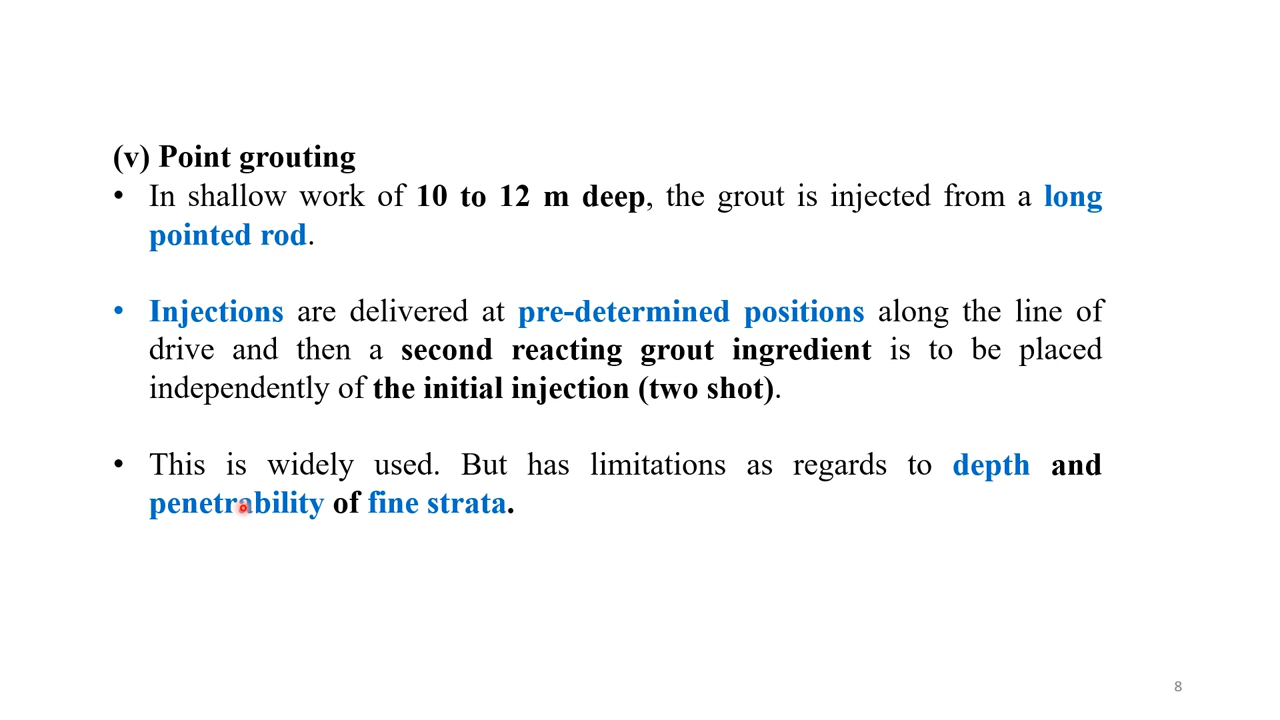 (v) Point grouting
• In shallow work of 10 to 12 m deep, the grout is injected from a long
pointed rod.
• Injections are delivered at pre-determined positions along the line of
drive and then a second reacting grout ingredient is to be placed
independently of the initial injection (two shot).
• This is widely used. But has limitations as regards to depth and
penetrability of fine strata.
8